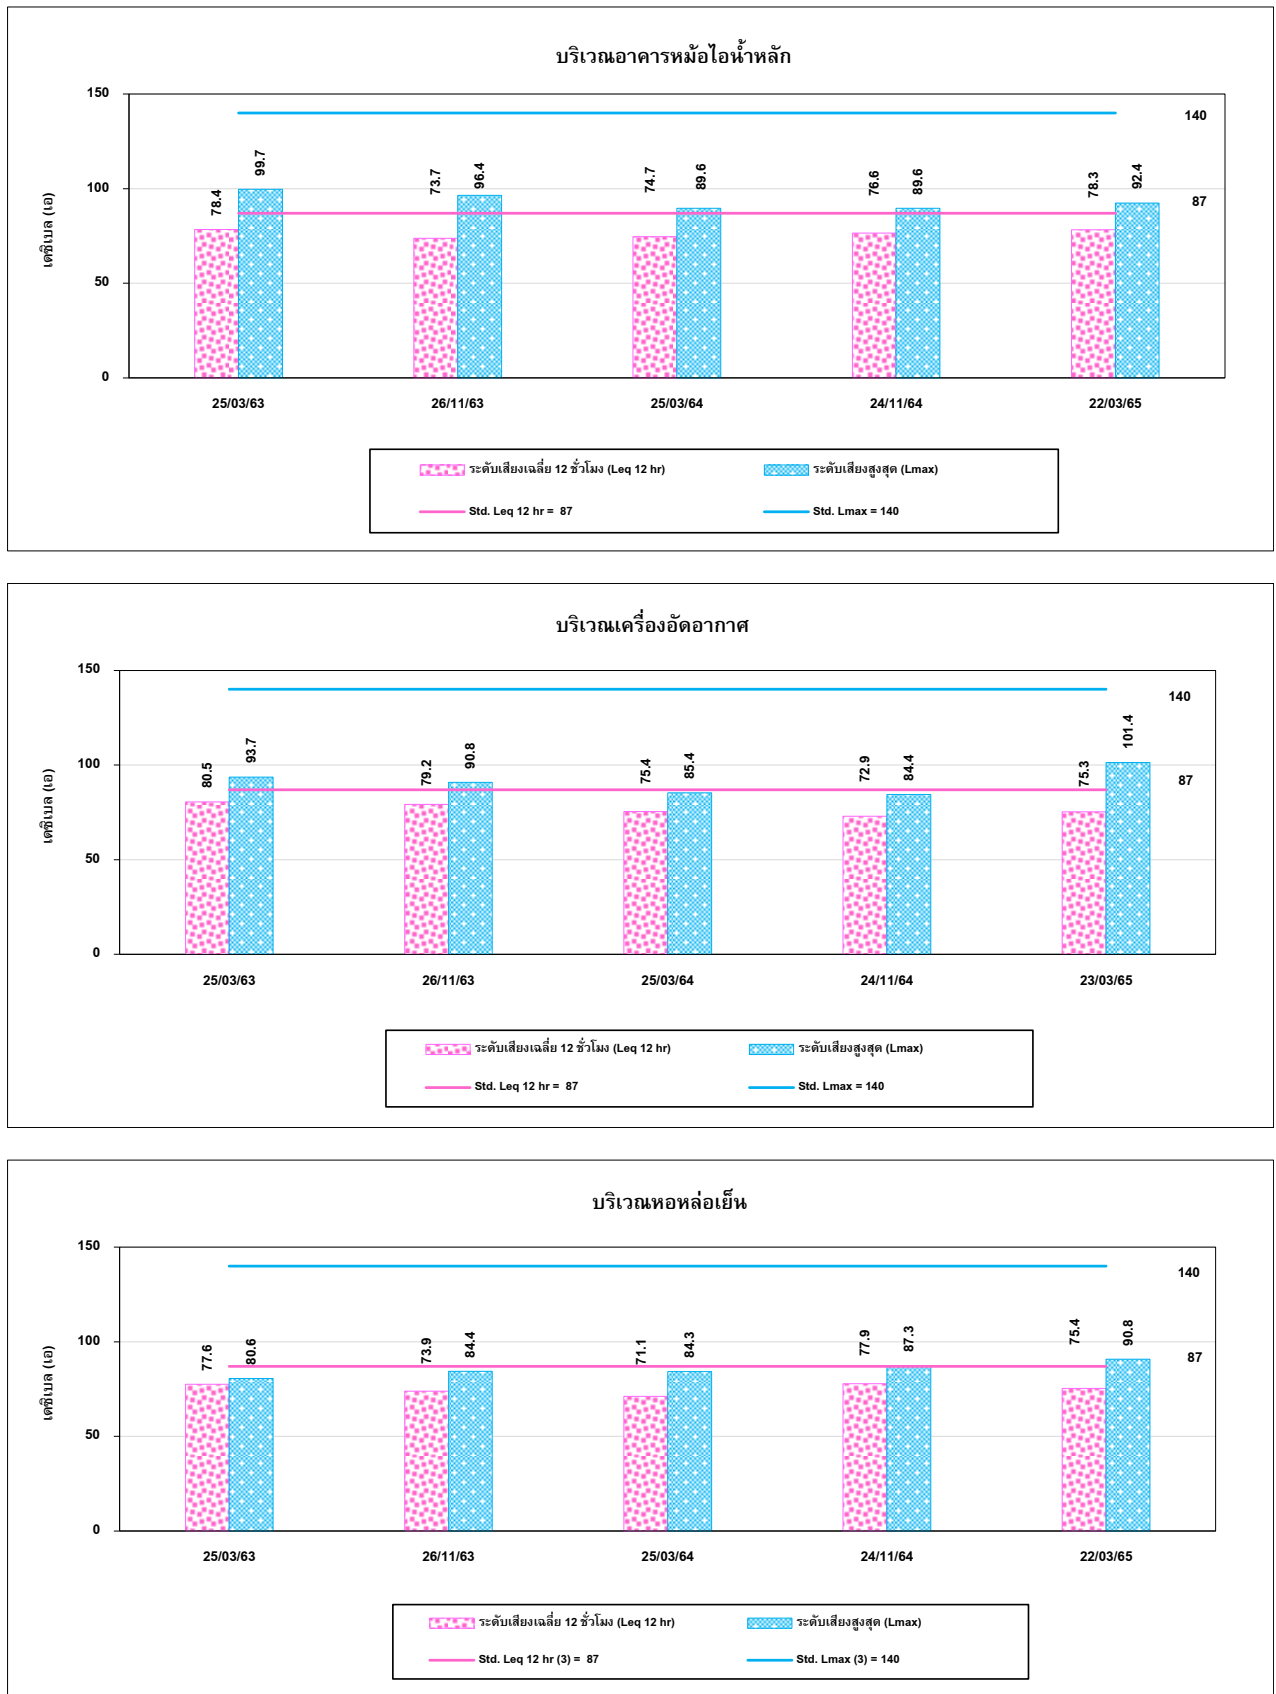 บริเวณอาคารหม้อไอน้ำหลัก
เดซิเบล (เอ)
150
100
50
0
140
87
78.4 99.7 73.7 96.4 74.7 89.6 76.6 89.6 78.3 92.4
25/03/63 26/11/63 25/03/64 24/11/64 22/03/65
ระดับเสียงเฉลี่ย 12 ชั่วโมง (Leq 12 hr) ระดับเสียงสูงสุด (Lmax)
Std. Leq 12 hr = 87 Std. Lmax = 140
บริเวณเครื่องอัดอากาศ
เดซิเบล (เอ)
150
100
50
0
140
87
80.5 93.7 79.2 90.8 75.4 85.4 72.9 84.4 75.3 101.4
25/03/63 26/11/63 25/03/64 24/11/64 23/03/65
ระดับเสียงเฉลี่ย 12 ชั่วโมง (Leq 12 hr) ระดับเสียงสูงสุด (Lmax)
Std. Leq 12 hr = 87 Std. Lmax = 140
บริเวณหอหล่อเย็น
เดซิเบล (เอ)
150
100
50
0
140
87
77.6 80.6 73.9 84.4 71.1 84.3 77.9 87.3 75.4 90.8
25/03/63 26/11/63 25/03/64 24/11/64 22/03/65
ระดับเสียงเฉลี่ย 12 ชั่วโมง (Leq 12 hr) ระดับเสียงสูงสุด (Lmax)
Std. Leq 12 hr (3) = 87 Std. Lmax (3) = 140